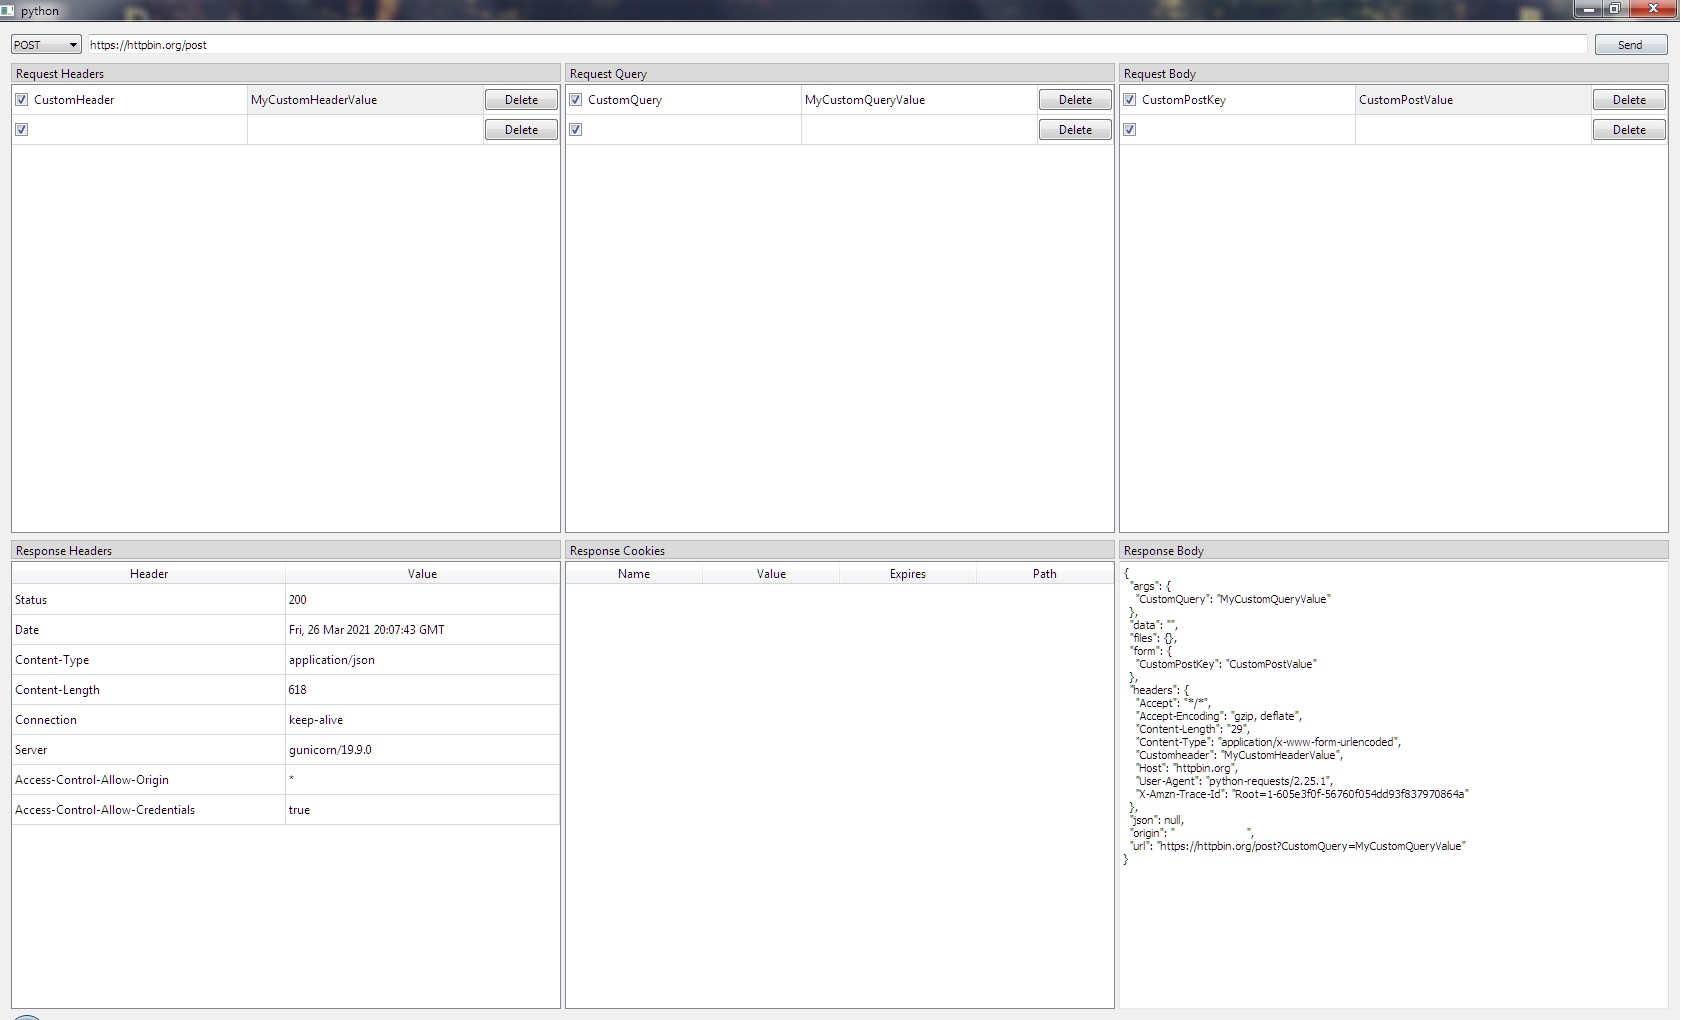 python
POST https://httpbin.org/post Send
Request Headers Request Query Request Body
CustomHeader MyCustomHeaderValue Delete CustomQuery MyCustomQueryValue Delete CustomPostKey CustomPostValue Delete
Delete Delete Delete
Response Headers Response Cookies Response Body
Header Value Name Value Expires Path
Status 200
Date Fri, 26 Mar 2021 20:07:43 GMT
Content-Type application/json
Content-Length 618
Connection keep-alive
Server gunicorn/19.9.0
Access-Control-Allow-Origin *
Access-Control-Allow-Credentials true
{
"args": {
"CustomQuery": "MyCustomQueryValue"
},
"data": "",
"files": {},
"form": {
"CustomPostKey": "CustomPostValue"
},
"headers": {
"Accept": "*/*",
"Accept-Encoding": "gzip, deflate",
"Content-Length": "29",
"Content-Type": "application/x-www-form-urlencoded",
"Customheader": "MyCustomHeaderValue",
"Host": "httpbin.org",
"User-Agent": "python-requests/2.25.1",
"X-Amzn-Trace-Id": "Root=1-605e3f0f-56760f054dd93f837970864a"
},
"json": null,
"origin": " ",
"url": "https://httpbin.org/post?CustomQuery=MyCustomQueryValue"
}